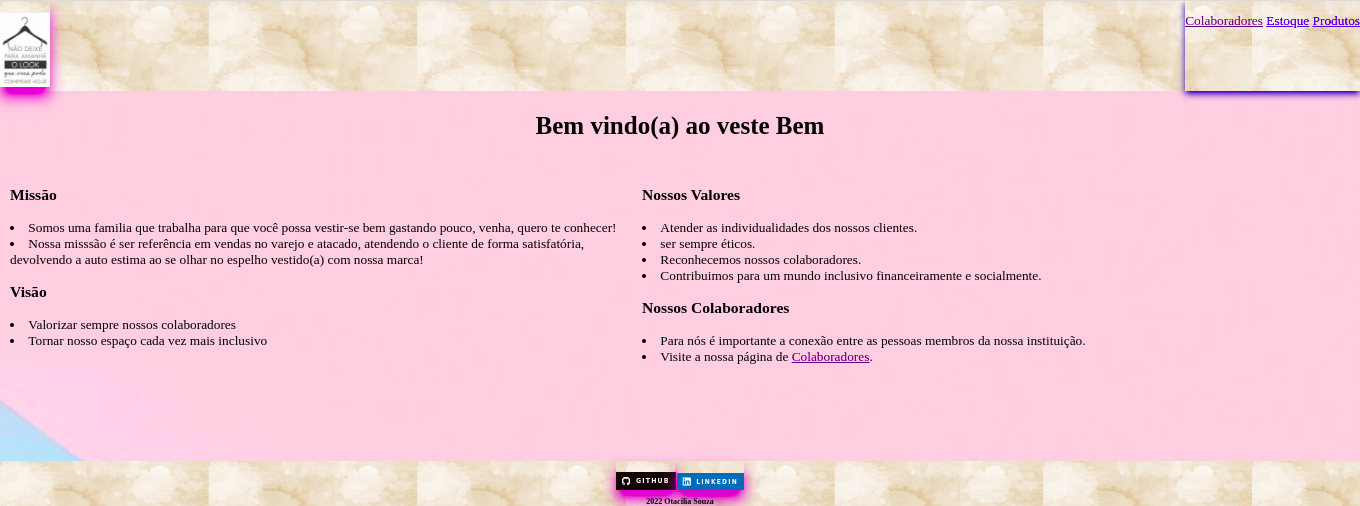 NÃO DEIXE
PARA AMANHÃ
O LOOK
que você pode
COMPRAR HOJE
Colaboradores Estoque Produtos
Bem vindo(a) ao veste Bem
Missão
Somos uma familia que trabalha para que você possa vestir-se bem gastando pouco, venha, quero te conhecer!
Nossa misssão é ser referência em vendas no varejo e atacado, atendendo o cliente de forma satisfatória,
devolvendo a auto estima ao se olhar no espelho vestido(a) com nossa marca!
Visão
Valorizar sempre nossos colaboradores
Tornar nosso espaço cada vez mais inclusivo
Nossos Valores
Atender as individualidades dos nossos clientes.
ser sempre éticos.
Reconhecemos nossos colaboradores.
Contribuimos para um mundo inclusivo financeiramente e socialmente.
Nossos Colaboradores
Para nós é importante a conexão entre as pessoas membros da nossa instituição.
Visite a nossa página de Colaboradores.
GITHUB LINKEDIN
2022 Otacilia Souza